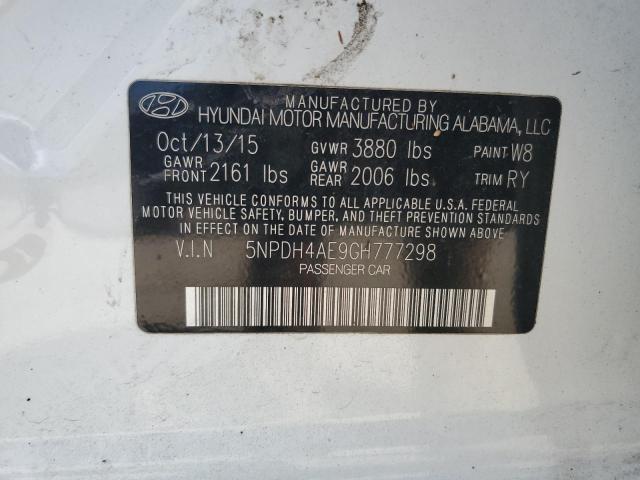 MANUFACTURED BY
HYUNDAI MOTOR MANUFACTURING ALABAMA, LLC
Oct/13/15 GVWR 3880 lbs PAINT W8
GAWR FRONT 2161 lbs GAWR REAR 2006 lbs TRIM RY
THIS VEHICLE CONFORMS TO ALL APPLICABLE U.S.A. FEDERAL
MOTOR VEHICLE SAFETY, BUMPER, AND THEFT PREVENTION STANDARDS
IN EFFECT ON THE DATE OF MANUFACTURE SHOWN ABOVE.
V.I.N 5NPDH4AE9GH777298
PASSENGER CAR